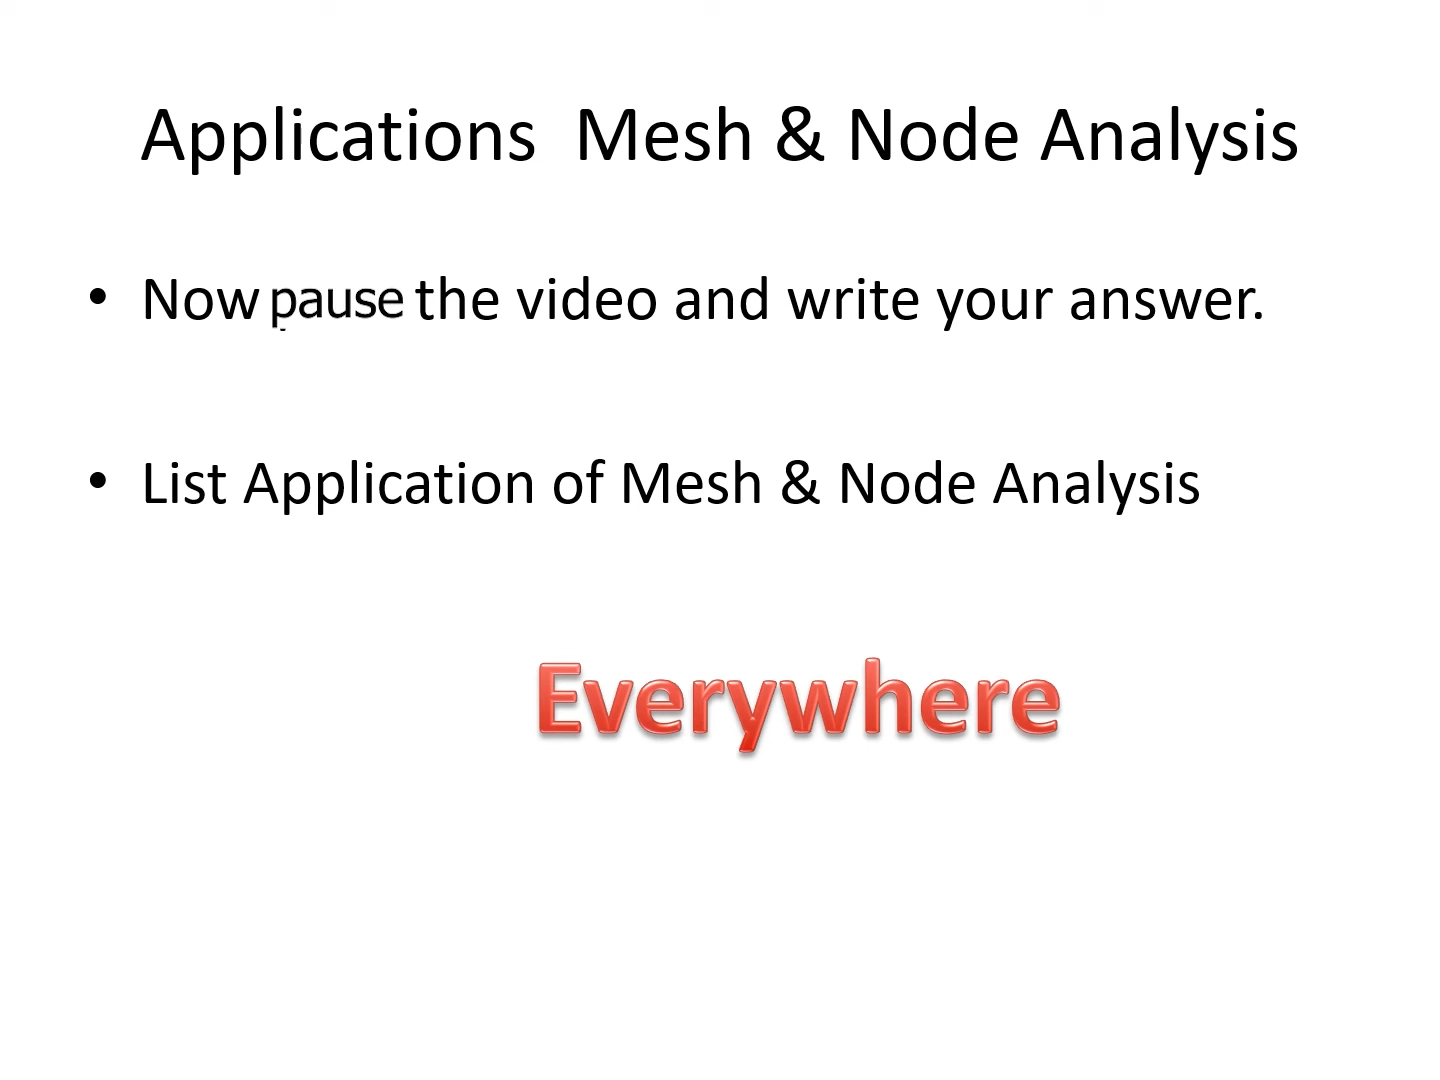 Applications  Mesh & Node Analysis
• Now pause the video and write your answer.
• List Application of Mesh & Node Analysis
Everywhere